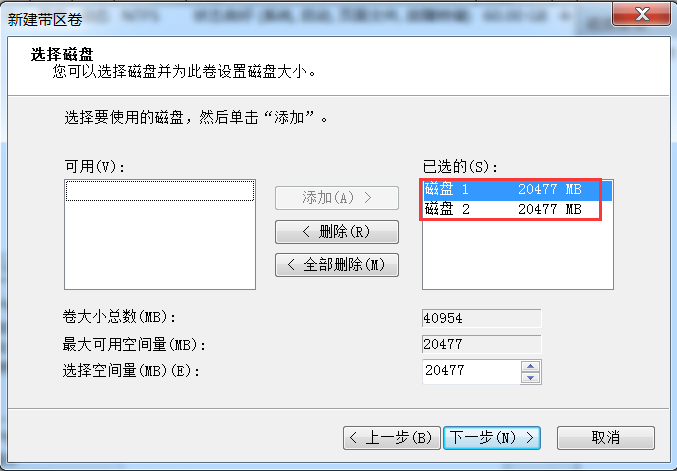 新建带区卷
选择磁盘
您可以选择磁盘并为此卷设置磁盘大小。
选择要使用的磁盘，然后单击“添加”。
可用(V):
已选的(S):
磁盘 1 20477 MB
磁盘 2 20477 MB
添加(A) >
< 删除(R)
< 全部删除(M)
卷大小总数(MB): 40954
最大可用空间量(MB): 20477
选择空间量(MB)(E): 20477
< 上一步(B) 下一步(N) > 取消